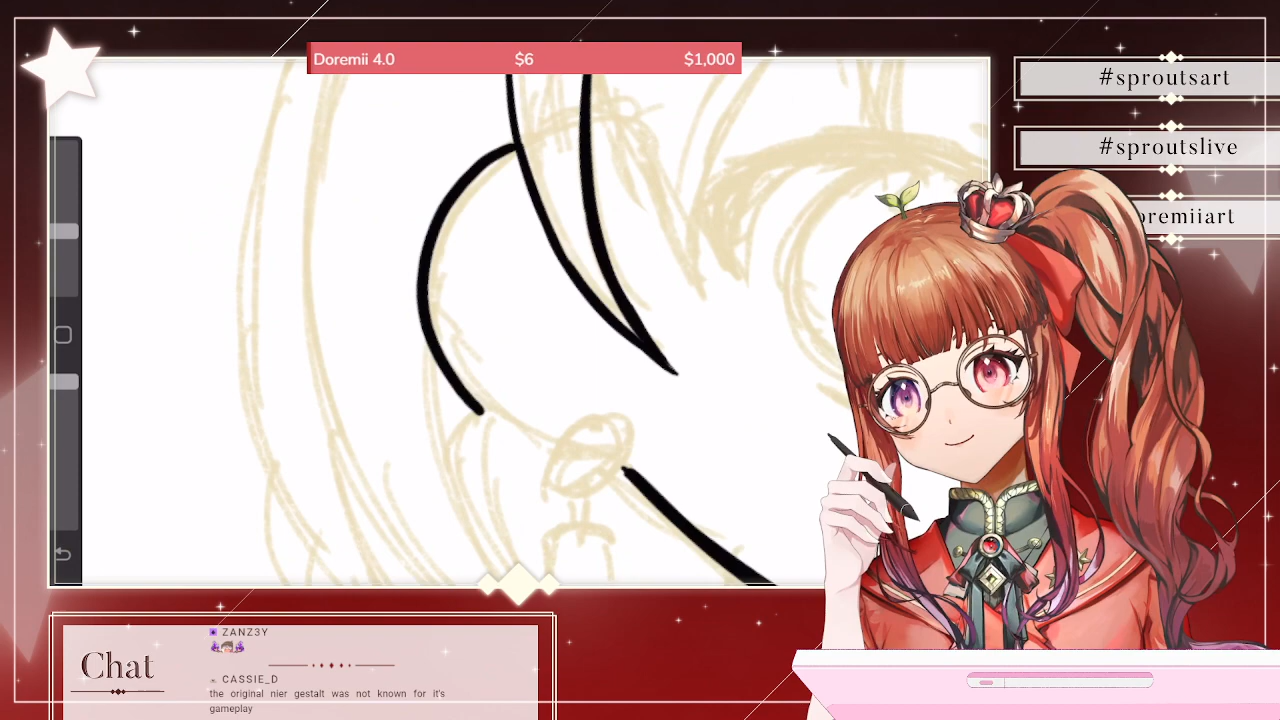 Doremii 4.0 $6 $1,000
#sproutsart
#sproutslive
oremiiart
Chat
ZANZ3Y
CASSIE_D
the original nier gestalt was not known for it's
gameplay